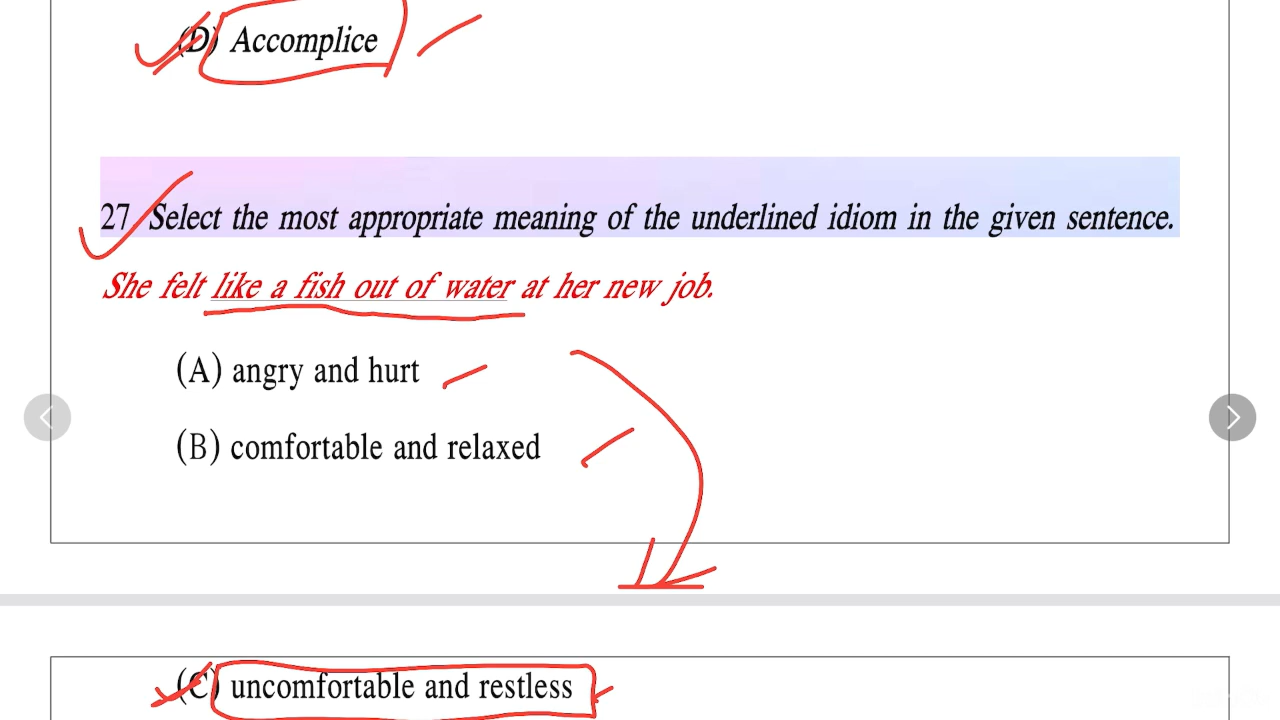 (D) Accomplice
27. Select the most appropriate meaning of the underlined idiom in the given sentence.
She felt like a fish out of water at her new job.
(A) angry and hurt
(B) comfortable and relaxed
(C) uncomfortable and restless